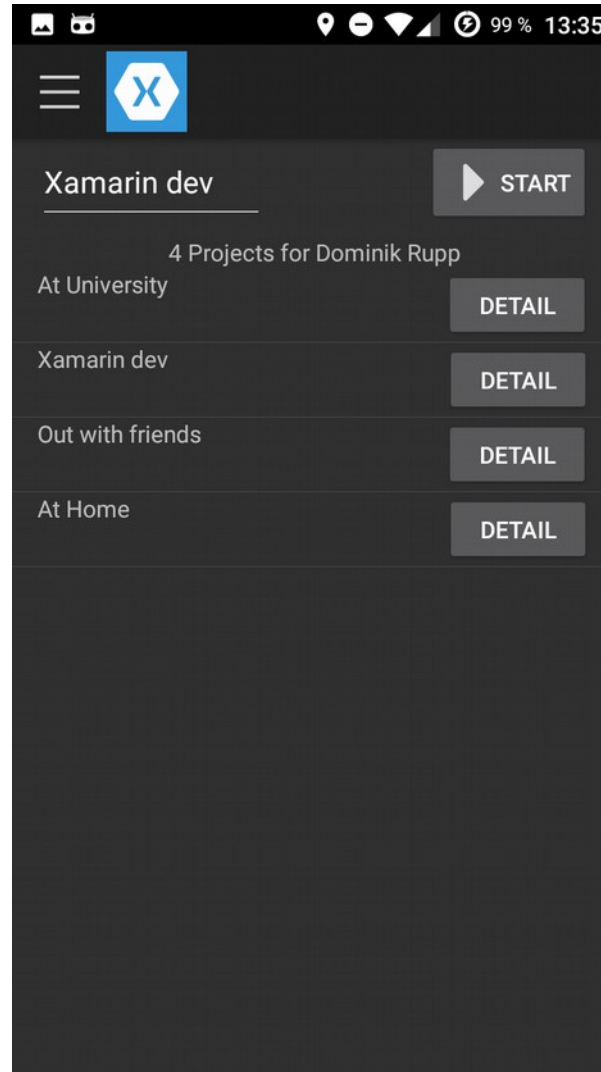 99 % 13:35
Xamarin dev
START
4 Projects for Dominik Rupp
At University
DETAIL
Xamarin dev
DETAIL
Out with friends
DETAIL
At Home
DETAIL